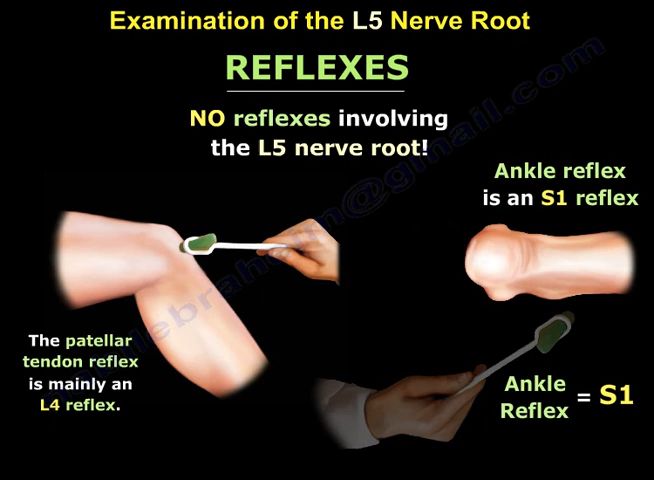 Examination of the L5 Nerve Root
REFLEXES
NO reflexes involving
the L5 nerve root!
Ankle reflex
is an S1 reflex
The patellar
tendon reflex
is mainly an
L4 reflex.
Ankle
Reflex = S1